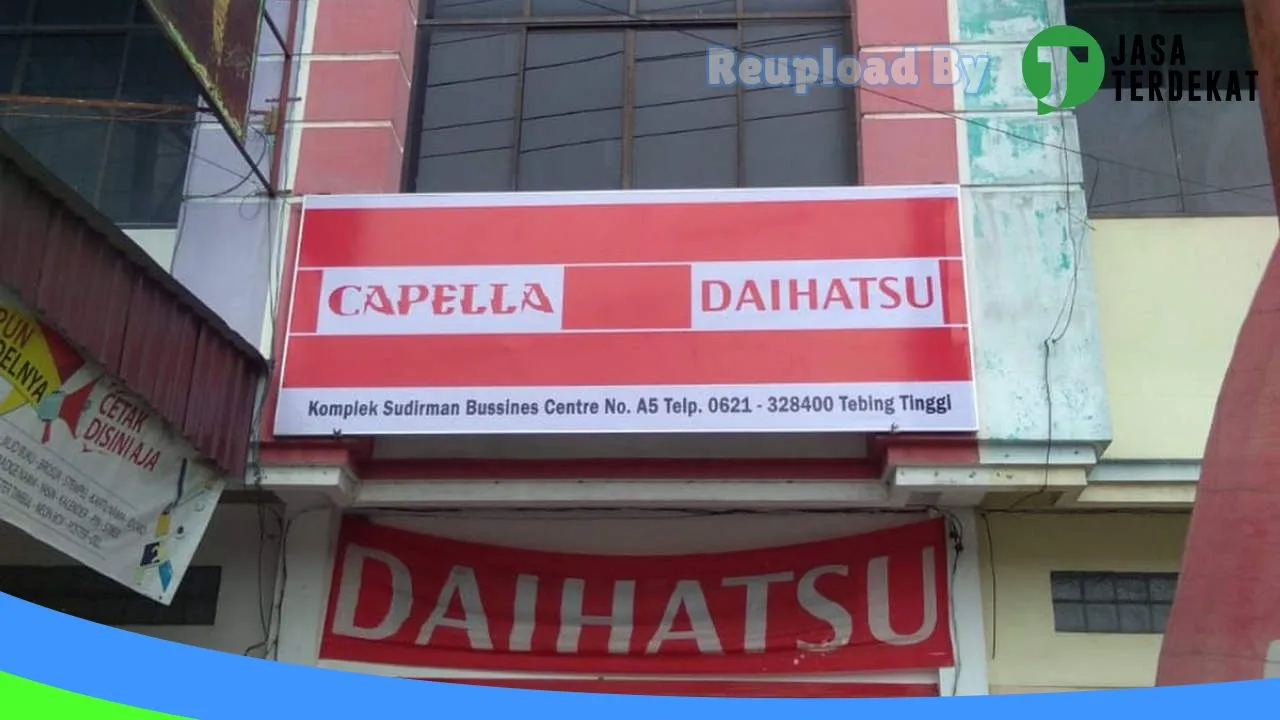 Reupload By
JASA
TERDEKAT
CAPELLA
DAIHATSU
Komplek Sudirman Bussines Centre No. A5 Telp. 0621 - 328400 Tebing Tinggi
DELNYA
CETAK
DISINI AJA
DAIHATSU